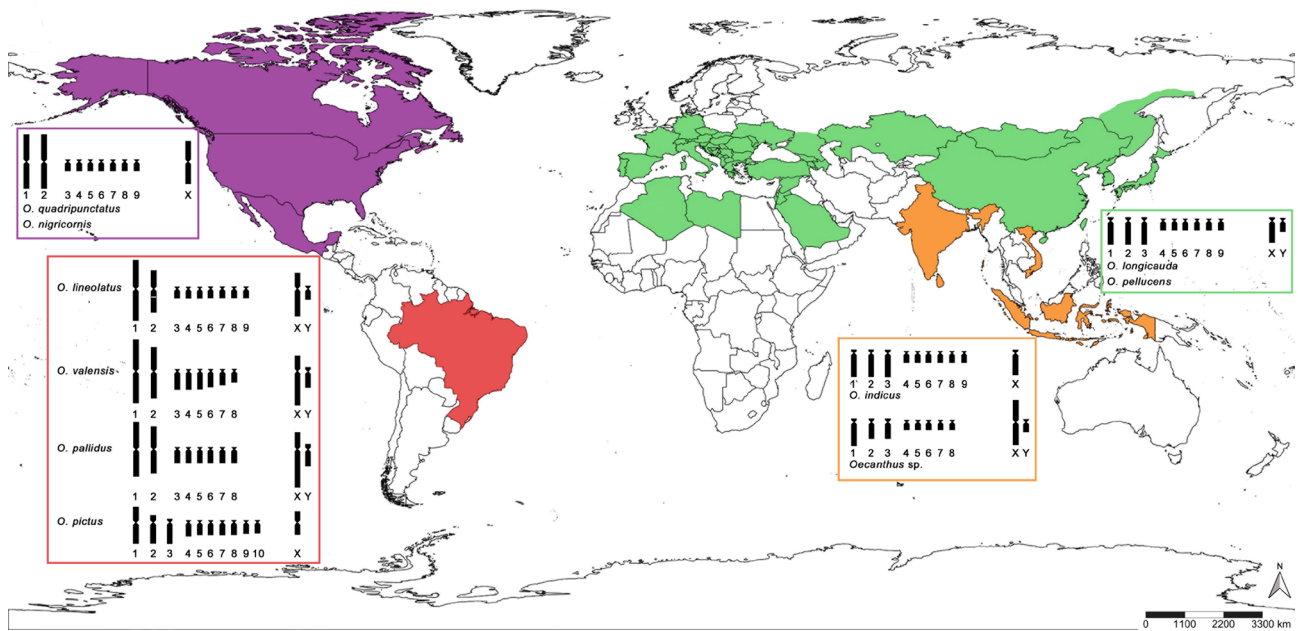 1 2 3 4 5 6 7 8 9 X
O. quadripunctatus
O. nigricornis
O. lineolatus
1 2 3 4 5 6 7 8 9 X Y
O. valensis
1 2 3 4 5 6 7 8 X Y
O. pallidus
1 2 3 4 5 6 7 8 X Y
O. pictus
1 2 3 4 5 6 7 8 9 10 X
1 2 3 4 5 6 7 8 9 X Y
O. longicauda
O. pellucens
1' 2 3 4 5 6 7 8 9 X
O. indicus
1 2 3 4 5 6 7 8 X Y
Oecanthus sp.
N
0 1100 2200 3300 km